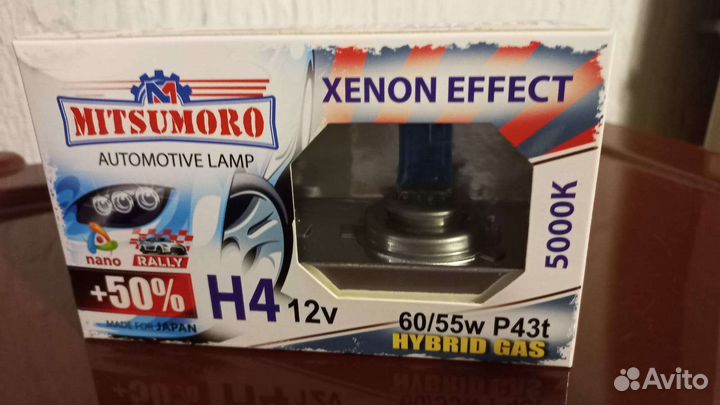 MITSUMORO
AUTOMOTIVE LAMP
XENON EFFECT
5000K
nano
RALLY
+50%
MADE FOR JAPAN
H4 12v
60/55w P43t
HYBRID GAS
Avito